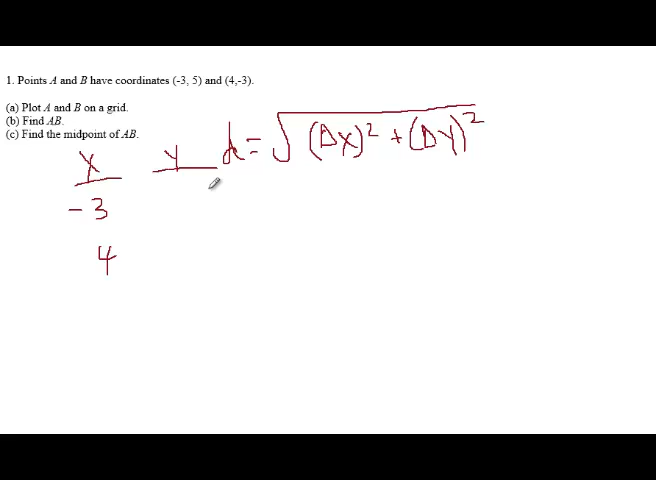 1. Points A and B have coordinates (-3, 5) and (4,-3).
(a) Plot A and B on a grid.
(b) Find AB.
(c) Find the midpoint of AB.
d = √(Δx)² + (Δy)²
x y
-3
4